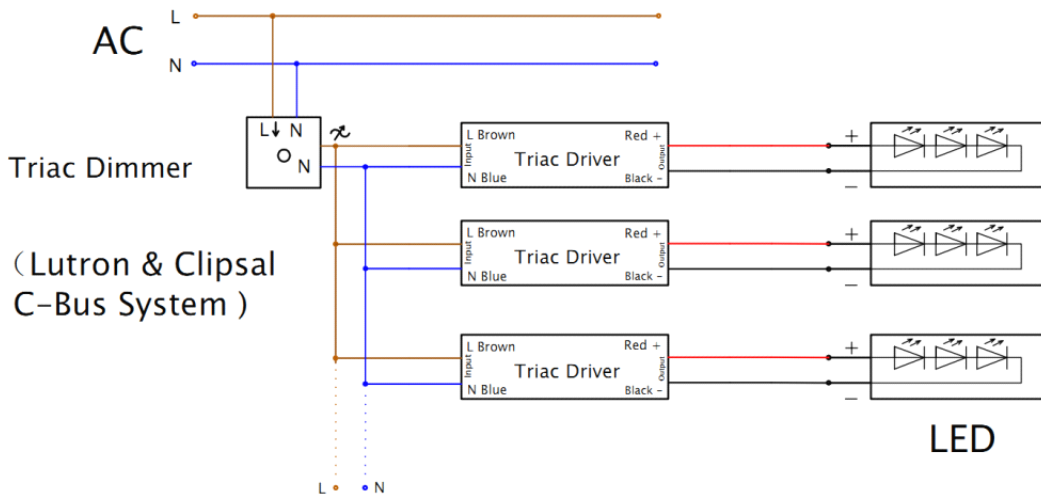 L
AC
N
L N
N
Triac Dimmer
(Lutron & Clipsal
C-Bus System )
L Brown
Input
N Blue
Triac Driver
Red +
Output
Black -
+
-
L Brown
Input
N Blue
Triac Driver
Red +
Output
Black -
+
-
L Brown
Input
N Blue
Triac Driver
Red +
Output
Black -
+
-
LED
L
N